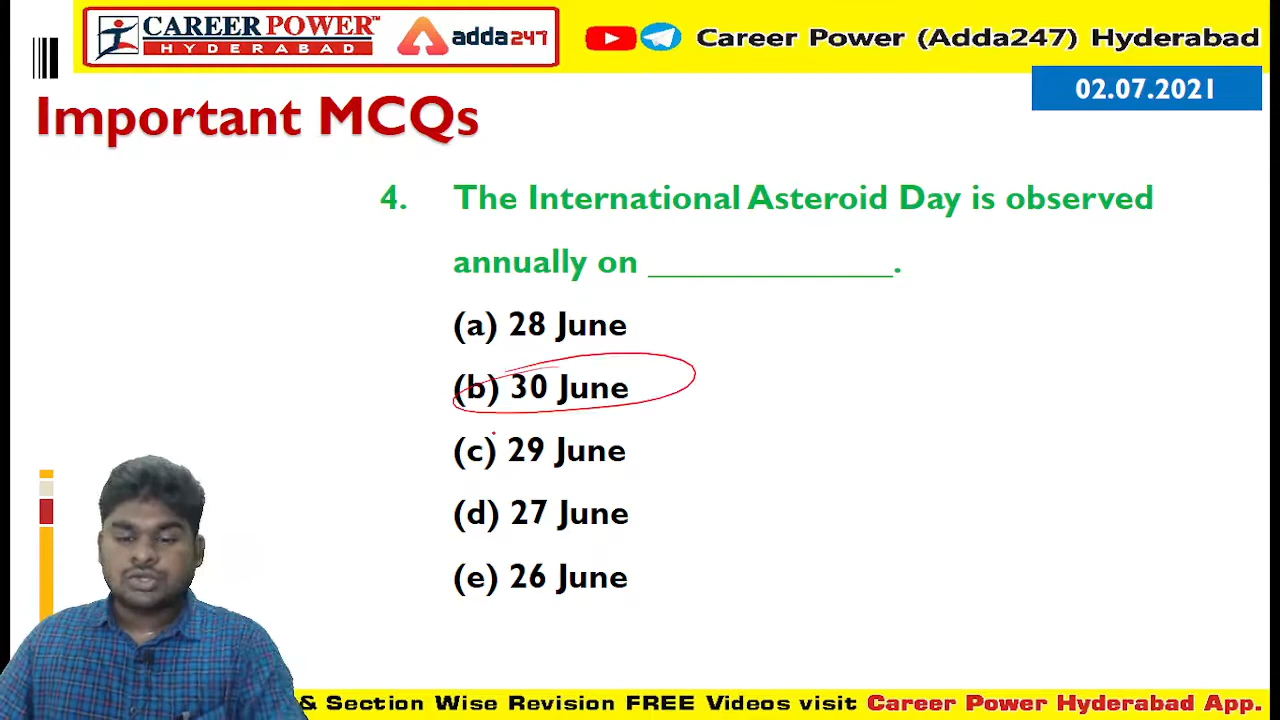 CAREER POWER™
HYDERABAD
adda247
Career Power (Adda247) Hyderabad
02.07.2021
Important MCQs
4. The International Asteroid Day is observed
annually on ______________.
(a) 28 June
(b) 30 June
(c) 29 June
(d) 27 June
(e) 26 June
& Section Wise Revision FREE Videos visit Career Power Hyderabad App.